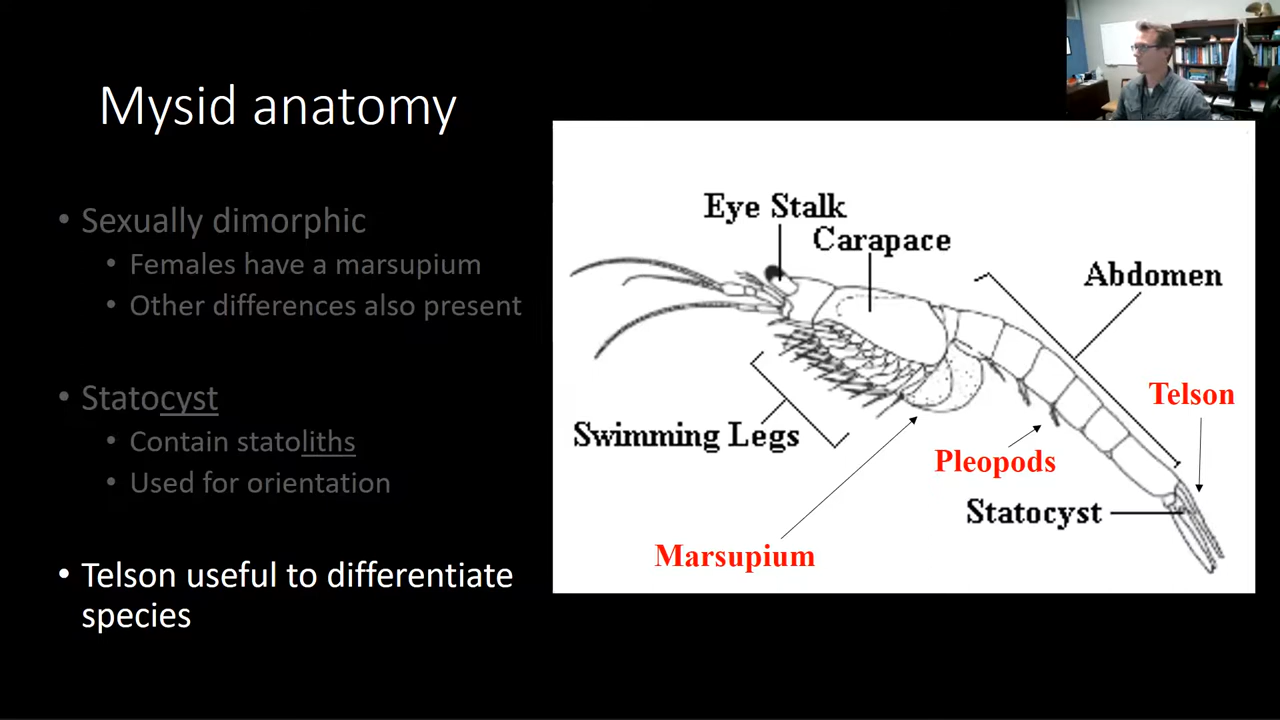 Mysid anatomy
• Sexually dimorphic
• Females have a marsupium
• Other differences also present
• Statocyst
• Contain statoliths
• Used for orientation
• Telson useful to differentiate
species
Eye Stalk
Carapace
Abdomen
Telson
Swimming Legs
Pleopods
Statocyst
Marsupium